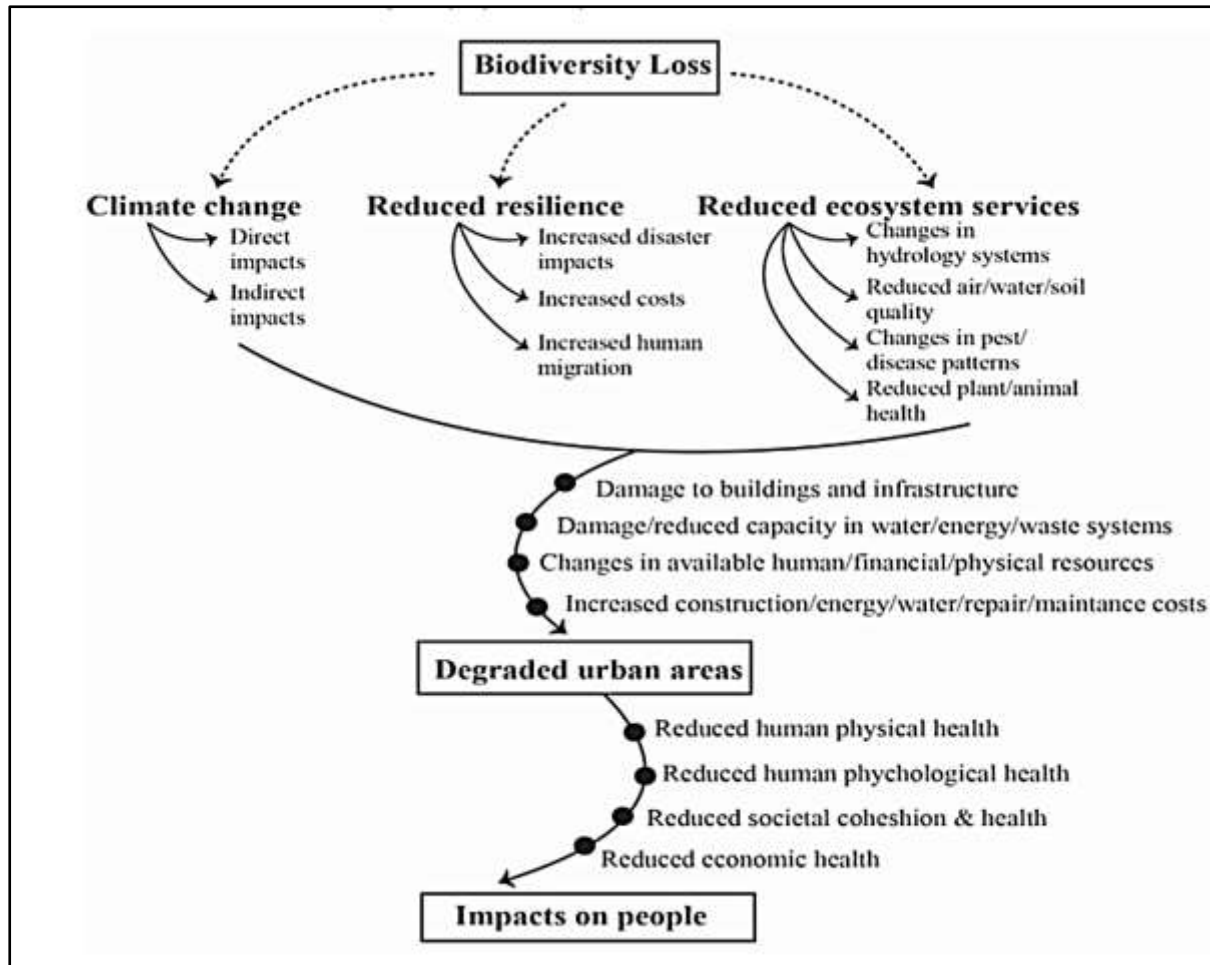 Biodiversity Loss
Climate change
Direct
impacts
Indirect
impacts
Reduced resilience
Increased disaster
impacts
Increased costs
Increased human
migration
Reduced ecosystem services
Changes in
hydrology systems
Reduced air/water/soil
quality
Changes in pest/
disease patterns
Reduced plant/animal
health
Damage to buildings and infrastructure
Damage/reduced capacity in water/energy/waste systems
Changes in available human/financial/physical resources
Increased construction/energy/water/repair/maintance costs
Degraded urban areas
Reduced human physical health
Reduced human phychological health
Reduced societal coheshion & health
Reduced economic health
Impacts on people